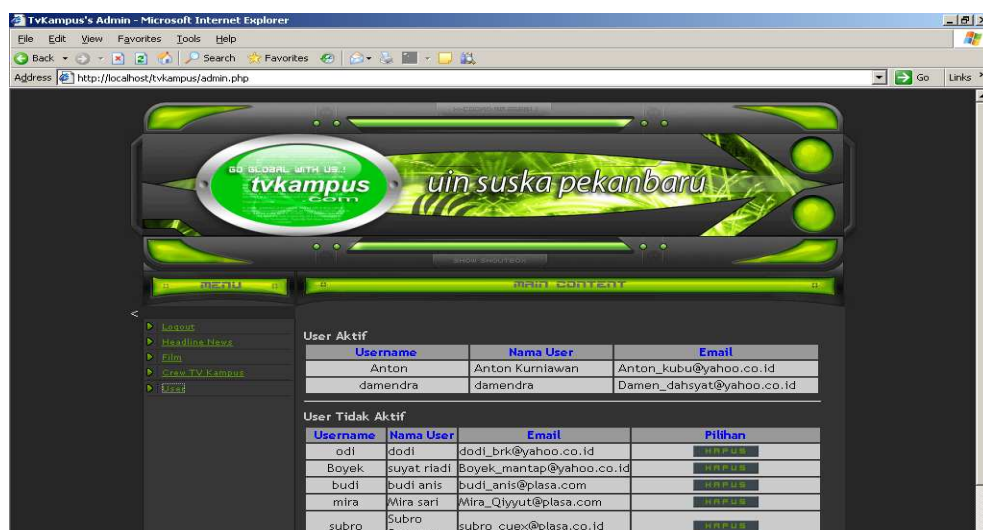 TvKampus's Admin - Microsoft Internet Explorer
File Edit View Favorites Tools Help
Back Search Favorites
Address http://localhost/tvkampus/admin.php Go Links
GO GLOBAL WITH US..!
tvkampus
.com
uin suska pekanbaru
SHOW SHOUTBOX
MENU MAIN CONTENT
<
Logout
Headline News
Film
Crew TV Kampus
User
User Aktif
Username Nama User Email
Anton Anton Kurniawan Anton_kubu@yahoo.co.id
damendra damendra Damen_dahsyat@yahoo.co.id
User Tidak Aktif
Username Nama User Email Pilihan
odi dodi dodi_brk@yahoo.co.id HAPUS
Boyek suyat riadi Boyek_mantap@yahoo.co.id HAPUS
budi budi anis budi_anis@plasa.com HAPUS
mira Mira sari Mira_Qiyyut@plasa.com HAPUS
subro Subro subro_cuex@plasa.co.id HAPUS